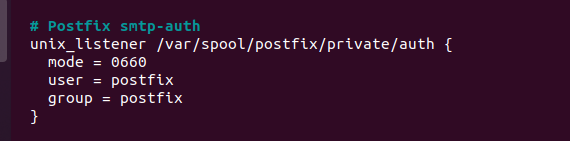 # Postfix smtp-auth
unix_listener /var/spool/postfix/private/auth {
  mode = 0660
  user = postfix
  group = postfix
}